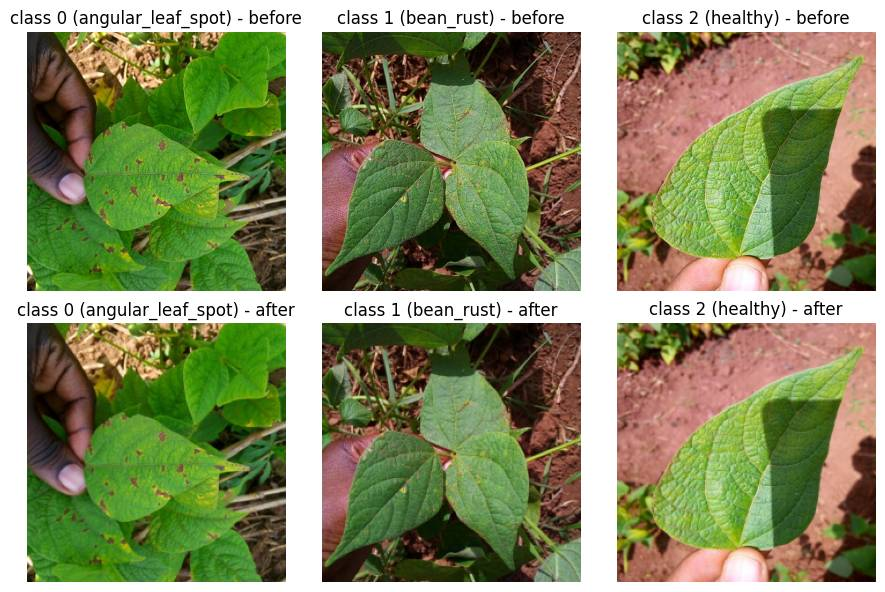 class 0 (angular_leaf_spot) - before
class 1 (bean_rust) - before
class 2 (healthy) - before
class 0 (angular_leaf_spot) - after
class 1 (bean_rust) - after
class 2 (healthy) - after